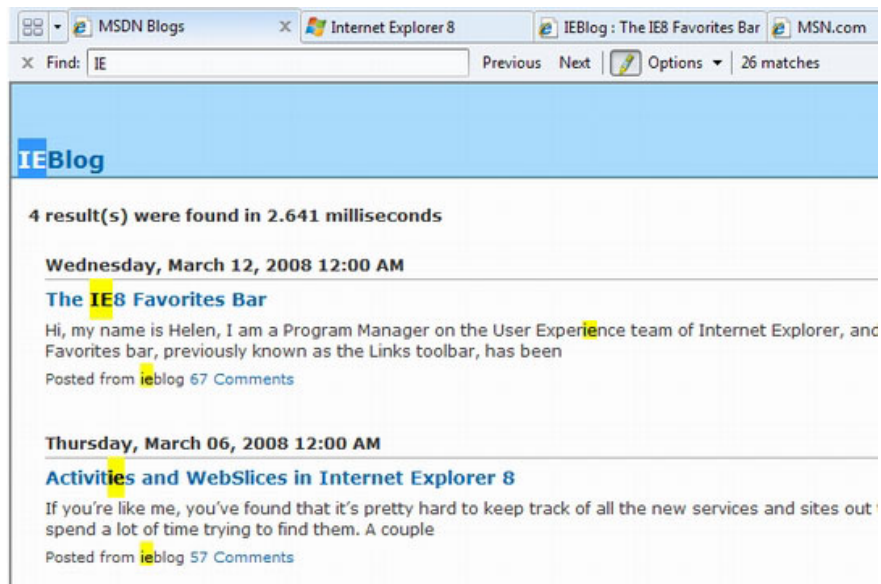 MSDN Blogs X Internet Explorer 8 IEBlog : The IE8 Favorites Bar MSN.com
X Find: IE Previous Next Options 26 matches
IEBlog
4 result(s) were found in 2.641 milliseconds
Wednesday, March 12, 2008 12:00 AM
The IE8 Favorites Bar
Hi, my name is Helen, I am a Program Manager on the User Experience team of Internet Explorer, and
Favorites bar, previously known as the Links toolbar, has been
Posted from ieblog 67 Comments
Thursday, March 06, 2008 12:00 AM
Activities and WebSlices in Internet Explorer 8
If you're like me, you've found that it's pretty hard to keep track of all the new services and sites out
spend a lot of time trying to find them. A couple
Posted from ieblog 57 Comments